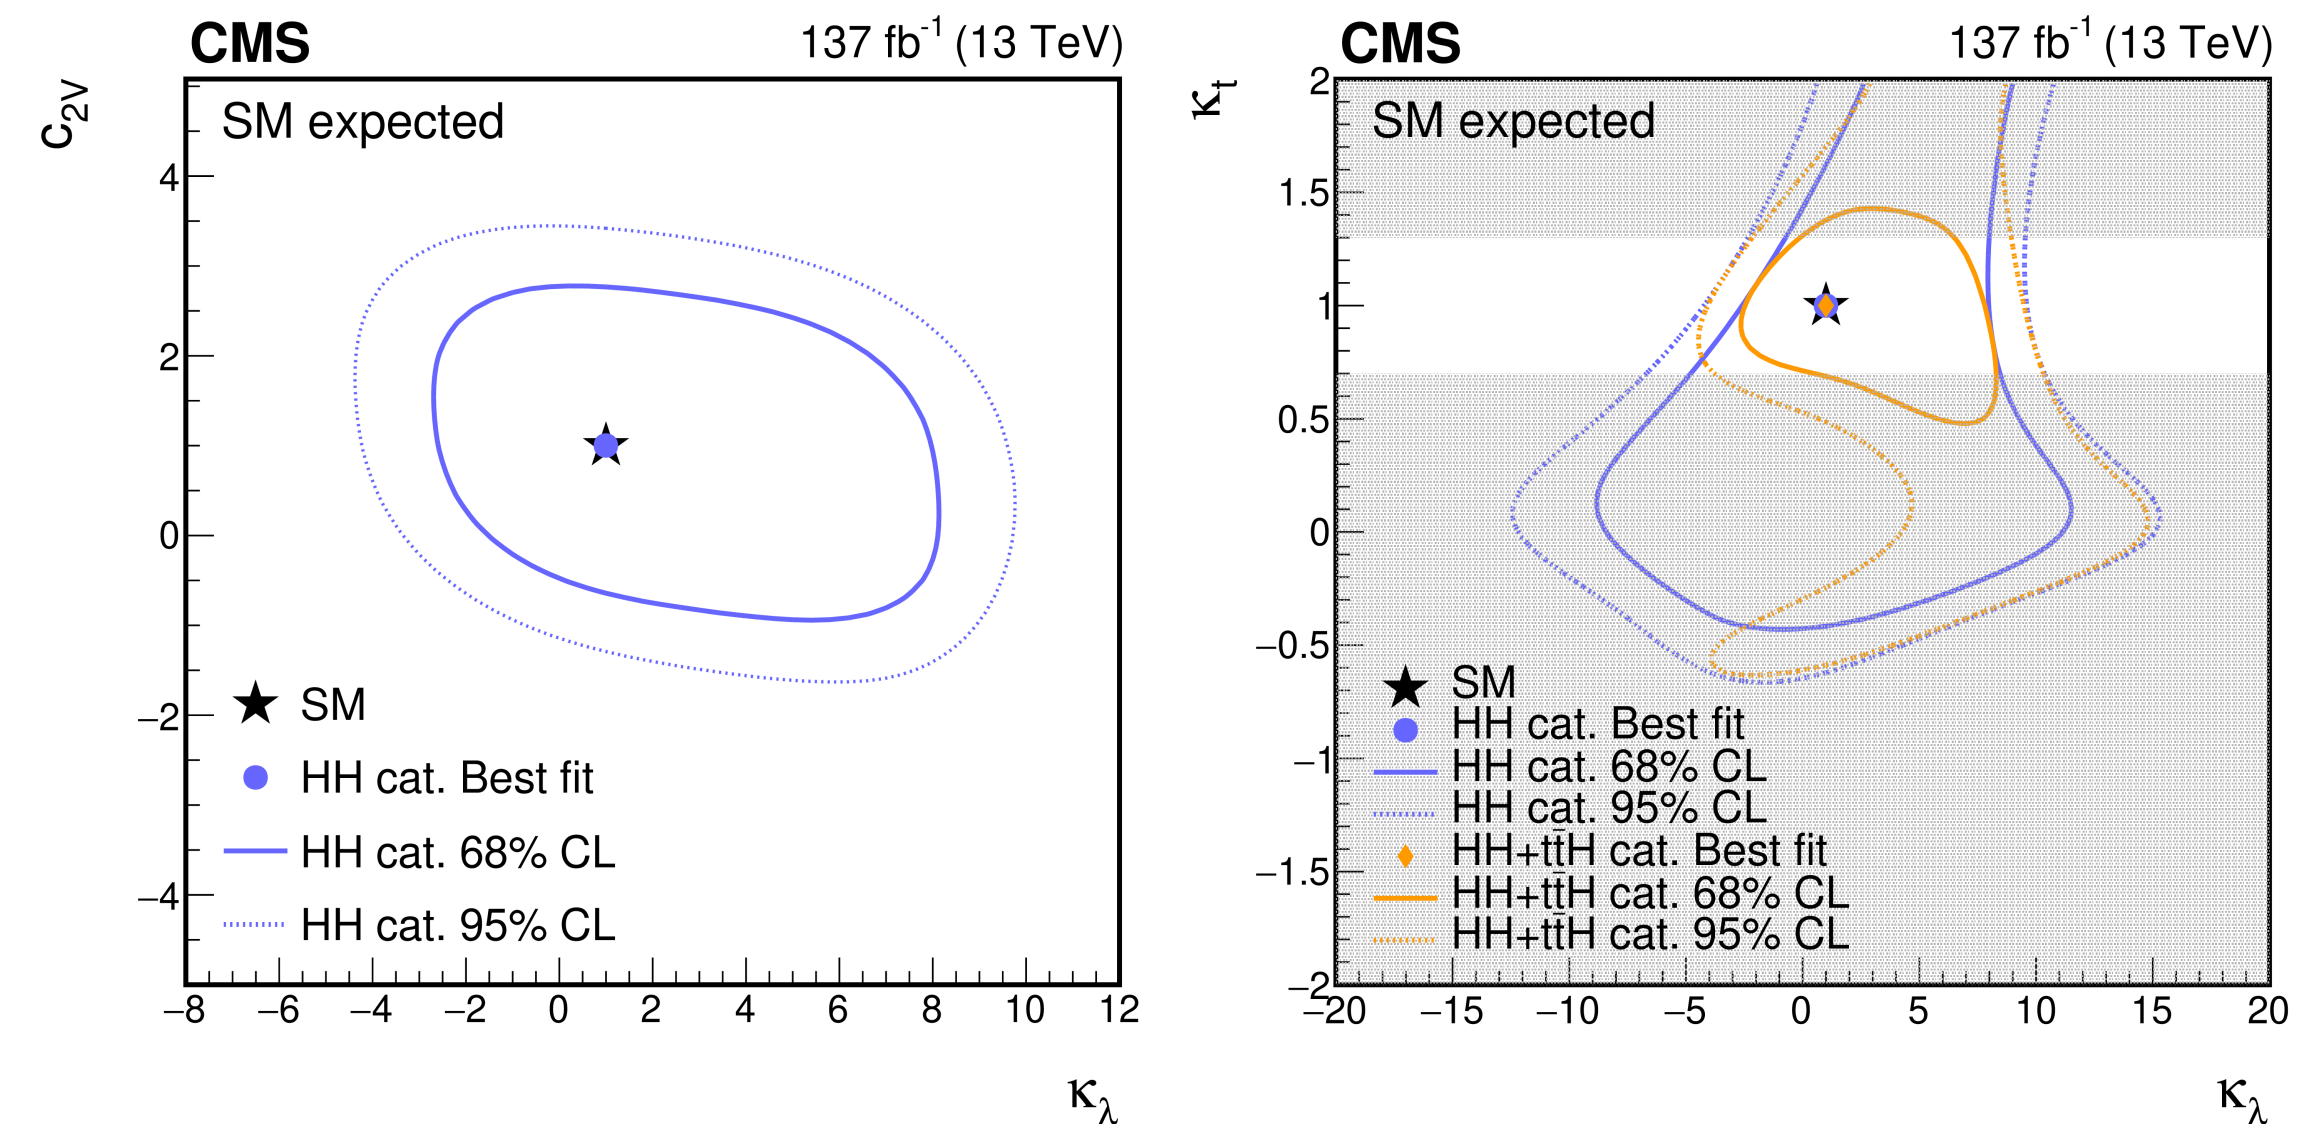 CMS 137 fb-1 (13 TeV)
c2V
SM expected
4
2
0
−2
−4
SM
HH cat. Best fit
HH cat. 68% CL
HH cat. 95% CL
−8 −6 −4 −2 0 2 4 6 8 10 12
κλ
CMS 137 fb-1 (13 TeV)
κt
SM expected
2
1.5
1
0.5
0
−0.5
−1
−1.5
−2
SM
HH cat. Best fit
HH cat. 68% CL
HH cat. 95% CL
HH+tt̄H cat. Best fit
HH+tt̄H cat. 68% CL
HH+tt̄H cat. 95% CL
−20 −15 −10 −5 0 5 10 15 20
κλ